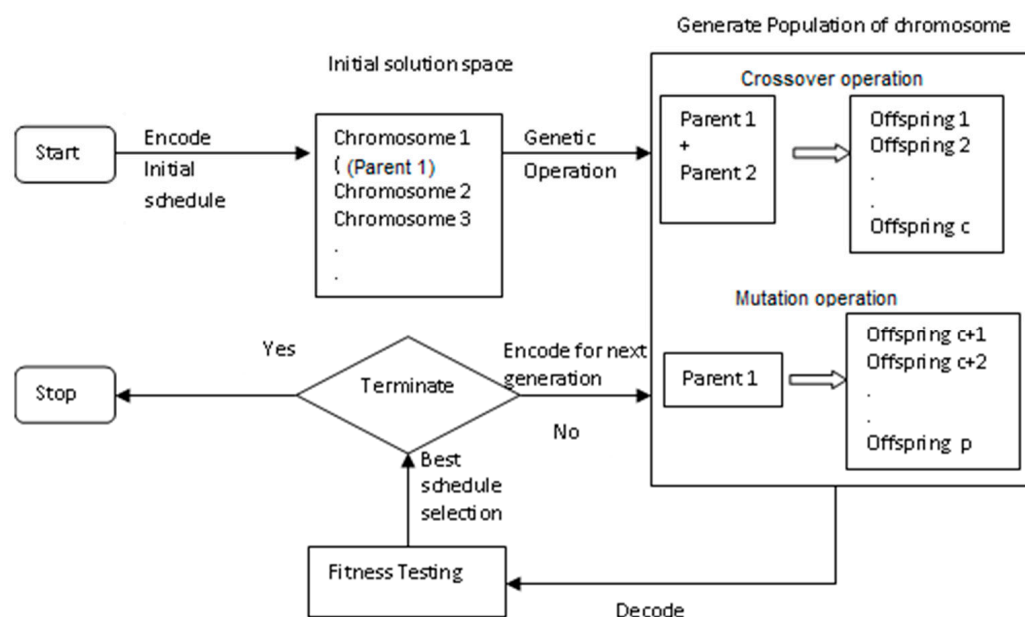 Generate Population of chromosome
Initial solution space
Crossover operation
Start
Encode
Initial
schedule
Chromosome 1
( (Parent 1)
Chromosome 2
Chromosome 3
.
.
Genetic
Operation
Parent 1
+
Parent 2
Offspring 1
Offspring 2
.
.
Offspring c
Mutation operation
Parent 1
Offspring c+1
Offspring c+2
.
.
Offspring p
Stop
Yes
Terminate
Encode for next
generation
No
Best
schedule
selection
Fitness Testing
Decode